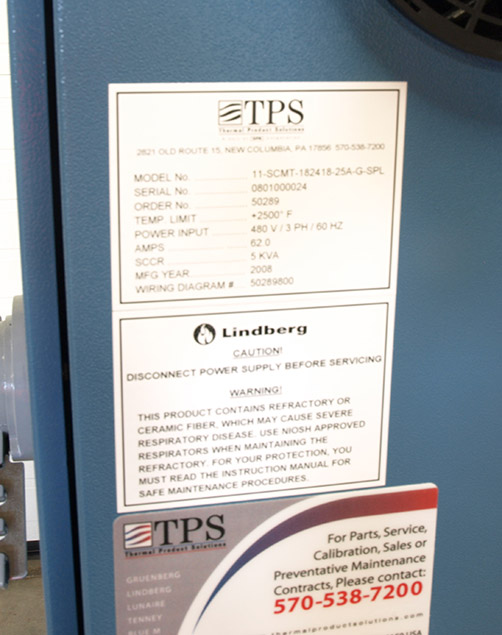 TPS
Thermal Product Solutions
2821 OLD ROUTE 15, NEW COLUMBIA, PA 17856 570-538-7200
MODEL No. 11-SCMT-182418-25A-G-SPL
SERIAL No. 0801000024
ORDER No. 50289
TEMP. LIMIT +2500° F
POWER INPUT 480 V / 3 PH / 60 HZ
AMPS 62.0
SCCR 5 KVA
MFG YEAR 2008
WIRING DIAGRAM # 50289800
Lindberg
CAUTION!
DISCONNECT POWER SUPPLY BEFORE SERVICING
WARNING!
THIS PRODUCT CONTAINS REFRACTORY OR
CERAMIC FIBER, WHICH MAY CAUSE SEVERE
RESPIRATORY DISEASE. USE NIOSH APPROVED
RESPIRATORS WHEN MAINTAINING THE
REFRACTORY. FOR YOUR PROTECTION, YOU
MUST READ THE INSTRUCTION MANUAL FOR
SAFE MAINTENANCE PROCEDURES.
TPS
Thermal Product Solutions
For Parts, Service,
Calibration, Sales or
Preventative Maintenance
Contracts, Please contact:
570-538-7200
thermalproductsolutions.com
GRUENBERG
LINDBERG
LUNAIRE
TENNEY
BLUE M
USA